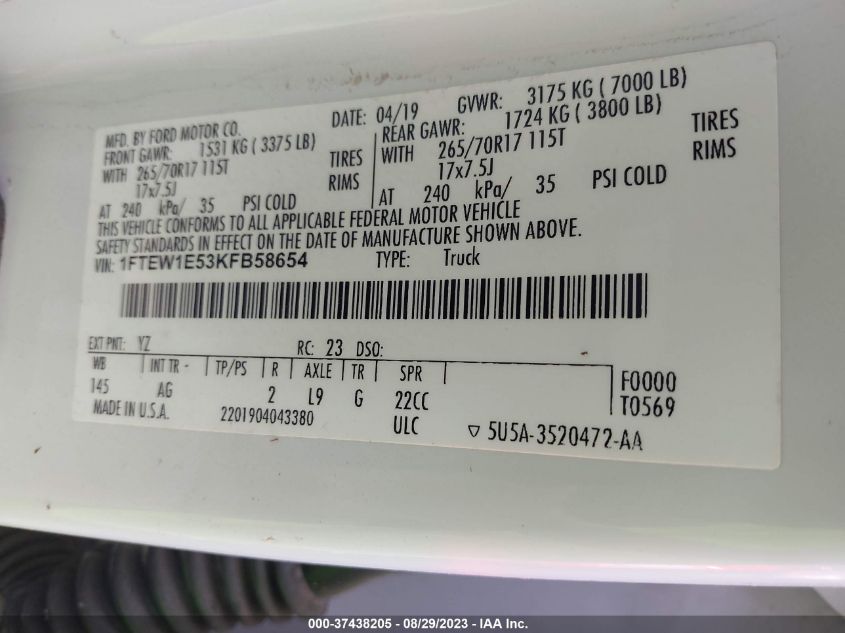 MFD. BY FORD MOTOR CO. DATE: 04/19 GVWR: 3175 KG ( 7000 LB)
FRONT GAWR: 1531 KG ( 3375 LB) REAR GAWR: 1724 KG ( 3800 LB)
WITH 265/70R17 115T TIRES WITH 265/70R17 115T TIRES
17x7.5J RIMS 17x7.5J RIMS
AT 240 kPa/ 35 PSI COLD AT 240 kPa/ 35 PSI COLD
THIS VEHICLE CONFORMS TO ALL APPLICABLE FEDERAL MOTOR VEHICLE
SAFETY STANDARDS IN EFFECT ON THE DATE OF MANUFACTURE SHOWN ABOVE.
VIN: 1FTEW1E53KFB58654 TYPE: Truck
EXT PNT: YZ RC: 23 DSO:
WB INT TR - TP/PS R AXLE TR SPR
145 AG 2 L9 G 22CC F0000
T0569
MADE IN U.S.A. 2201904043380 ULC ▽ 5U5A-3520472-AA
000-37438205 - 08/29/2023 - IAA Inc.